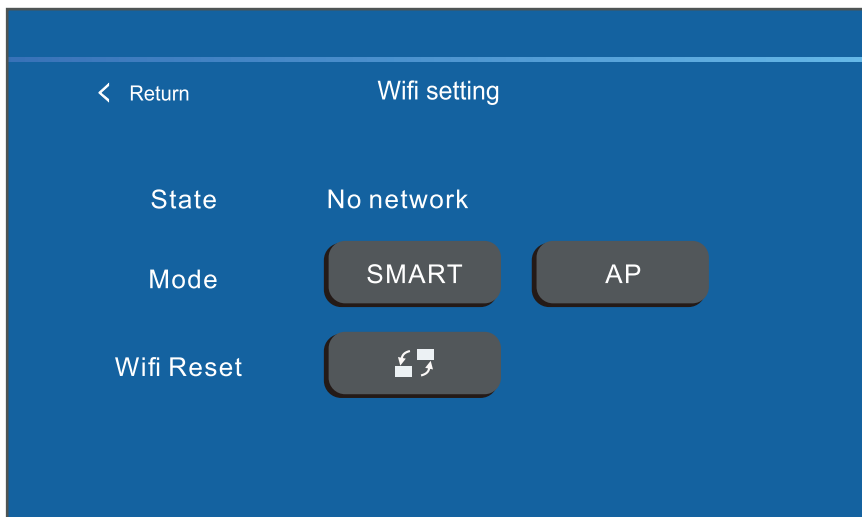 < Return
Wifi setting
State No network
Mode SMART AP
Wifi Reset